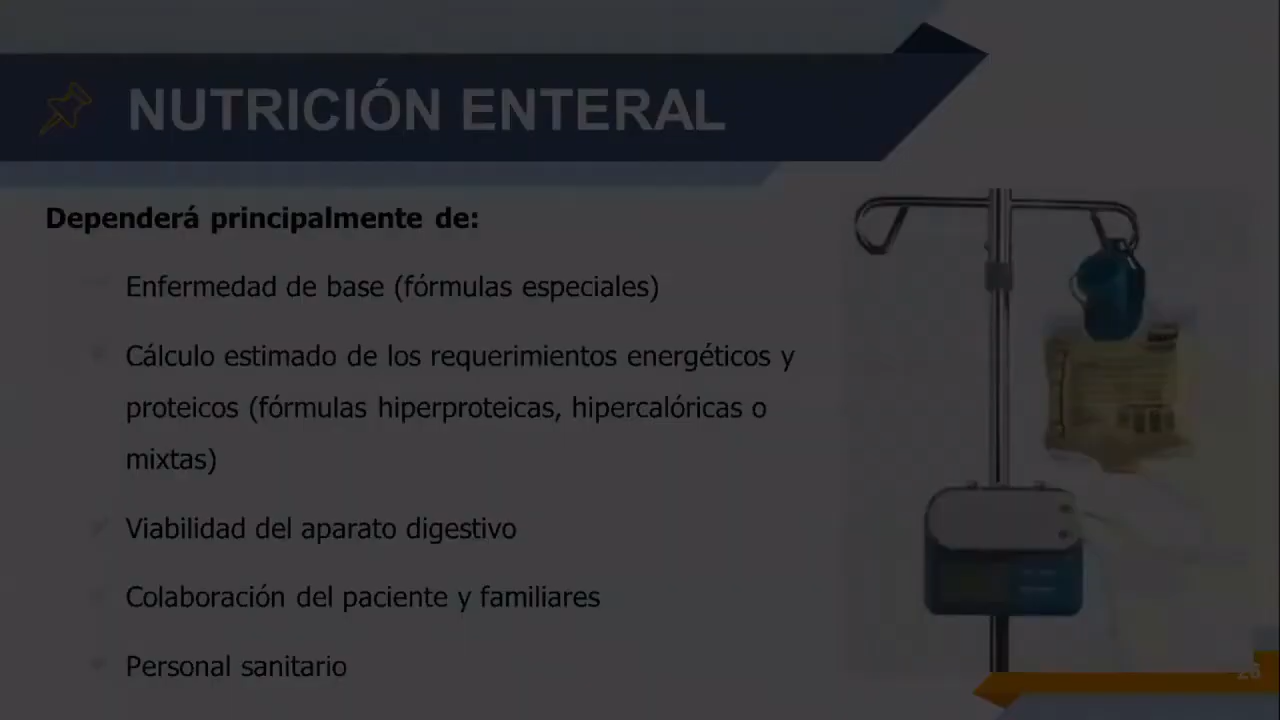 NUTRICIÓN ENTERAL
Dependerá principalmente de:
Enfermedad de base (fórmulas especiales)
Cálculo estimado de los requerimientos energéticos y
proteicos (fórmulas hiperproteicas, hipercalóricas o
mixtas)
Viabilidad del aparato digestivo
Colaboración del paciente y familiares
Personal sanitario
26